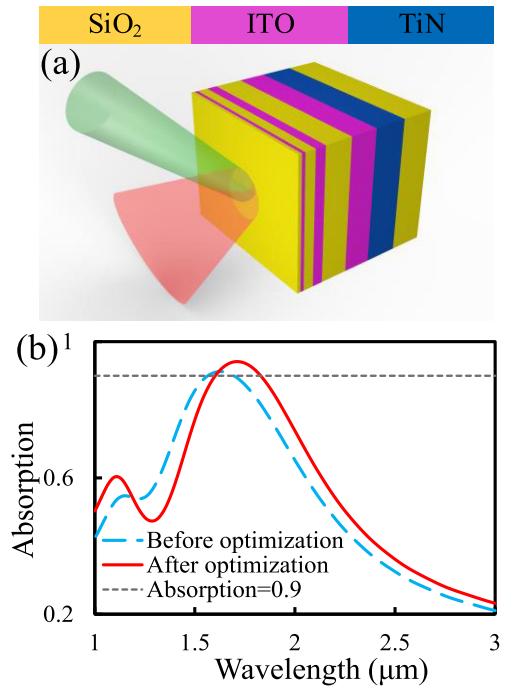 SiO₂ ITO TiN
(a)
(b)
1
0.6
0.2
Absorption
Before optimization
After optimization
Absorption=0.9
1 1.5 2 2.5 3
Wavelength (μm)